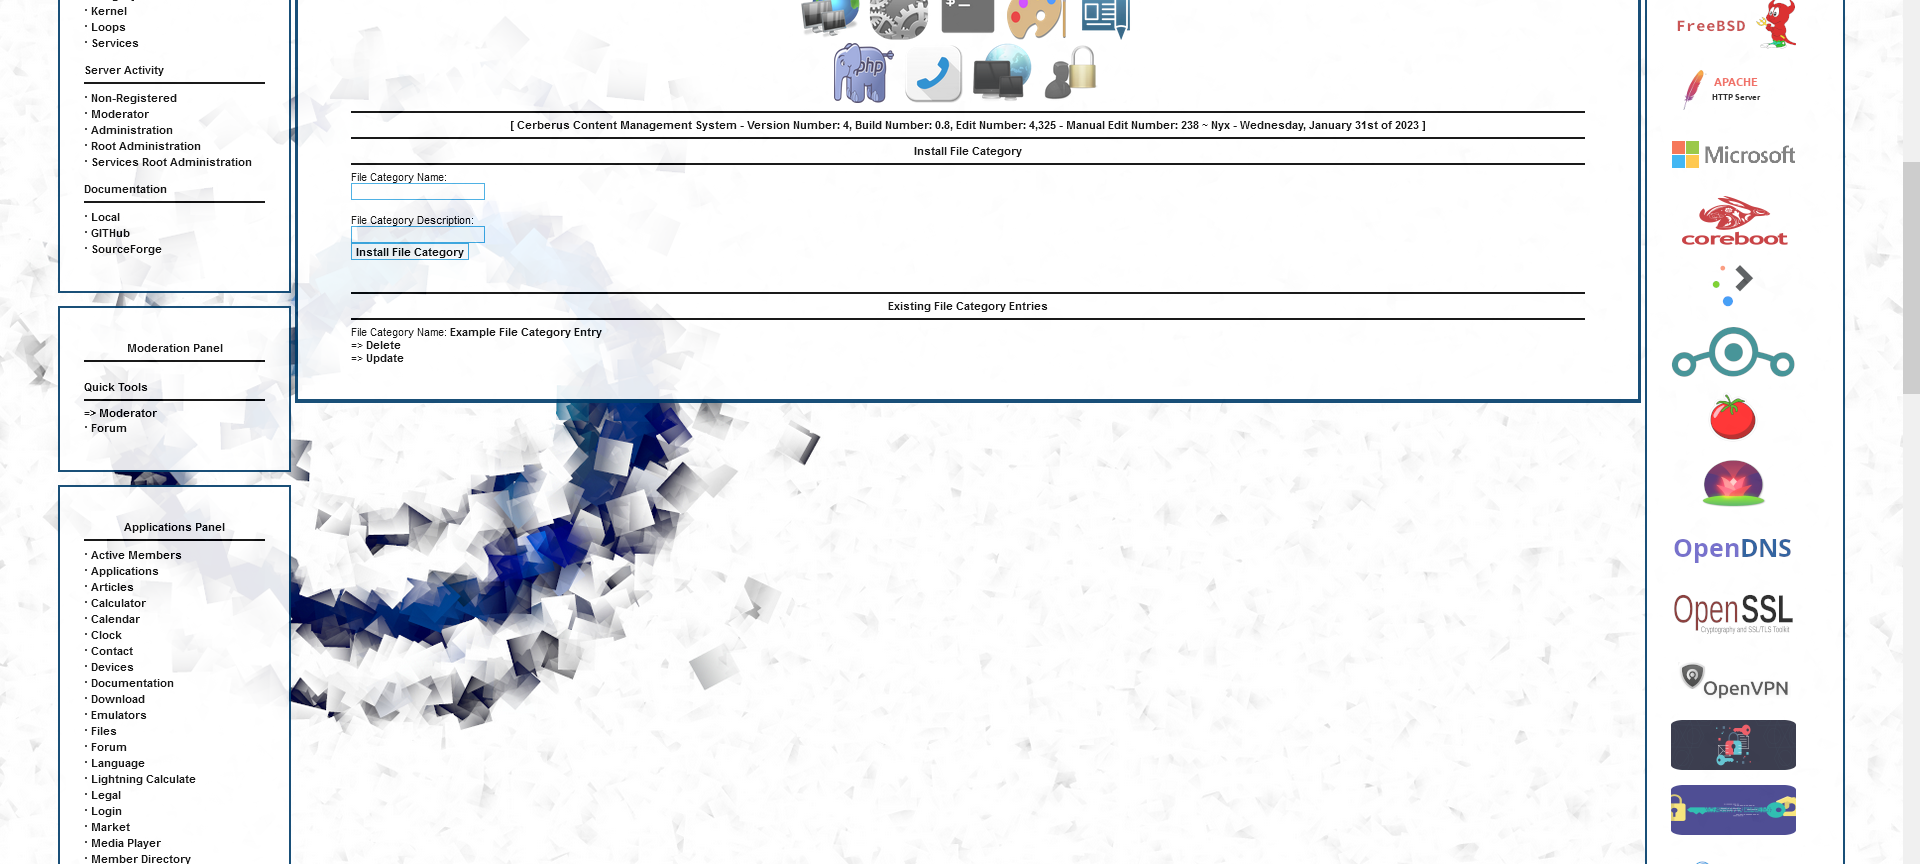 · Kernel
· Loops
· Services
Server Activity
· Non-Registered
· Moderator
· Administration
· Root Administration
· Services Root Administration
Documentation
· Local
· GITHub
· SourceForge
Moderation Panel
Quick Tools
=> Moderator
· Forum
Applications Panel
· Active Members
· Applications
· Articles
· Calculator
· Calendar
· Clock
· Contact
· Devices
· Documentation
· Download
· Emulators
· Files
· Forum
· Language
· Lightning Calculate
· Legal
· Login
· Market
· Media Player
· Member Directory
php
[ Cerberus Content Management System - Version Number: 4, Build Number: 0.8, Edit Number: 4,325 - Manual Edit Number: 238 ~ Nyx - Wednesday, January 31st of 2023 ]
Install File Category
File Category Name:
File Category Description:
Install File Category
Existing File Category Entries
File Category Name: Example File Category Entry
=> Delete
=> Update
FreeBSD
APACHE
HTTP Server
Microsoft
coreboot
OpenDNS
OpenSSL
Cryptography and SSL/TLS Toolkit
OpenVPN